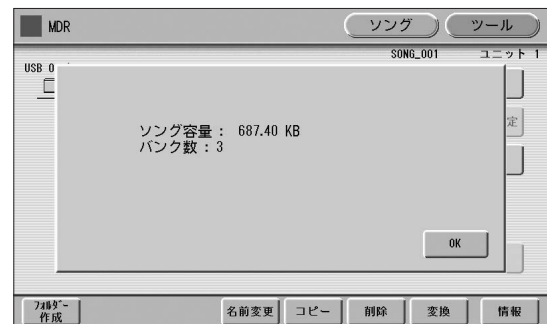 MDR
ソング
ツール
SONG_001 ユニット 1
USB 0
定
ソング容量 : 687.40 KB
バンク数 : 3
OK
フォルダー
作成
名前変更
コピー
削除
変換
情報